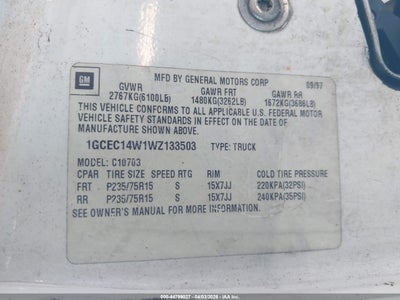 GM
MFD BY GENERAL MOTORS CORP
GVWR GAWR FRT GAWR RR 09/97
2767KG(6100LB) 1480KG(3262LB) 1672KG(3686LB)
THIS VEHICLE CONFORMS TO ALL APPLICABLE U.S. FEDERAL MOTOR
VEHICLE SAFETY STANDARDS IN EFFECT ON THE DATE OF
MANUFACTURE SHOWN ABOVE.
1GCEC14W1WZ133503 TYPE: TRUCK
MODEL: C10703
CPAR TIRE SIZE SPEED RTG RIM COLD TIRE PRESSURE
FRT P235/75R15 S 15X7JJ 220KPA(32PSI)
RR P235/75R15 S 15X7JJ 240KPA(35PSI)
SEE OWNER'S MANUAL FOR MORE INFORMATION.